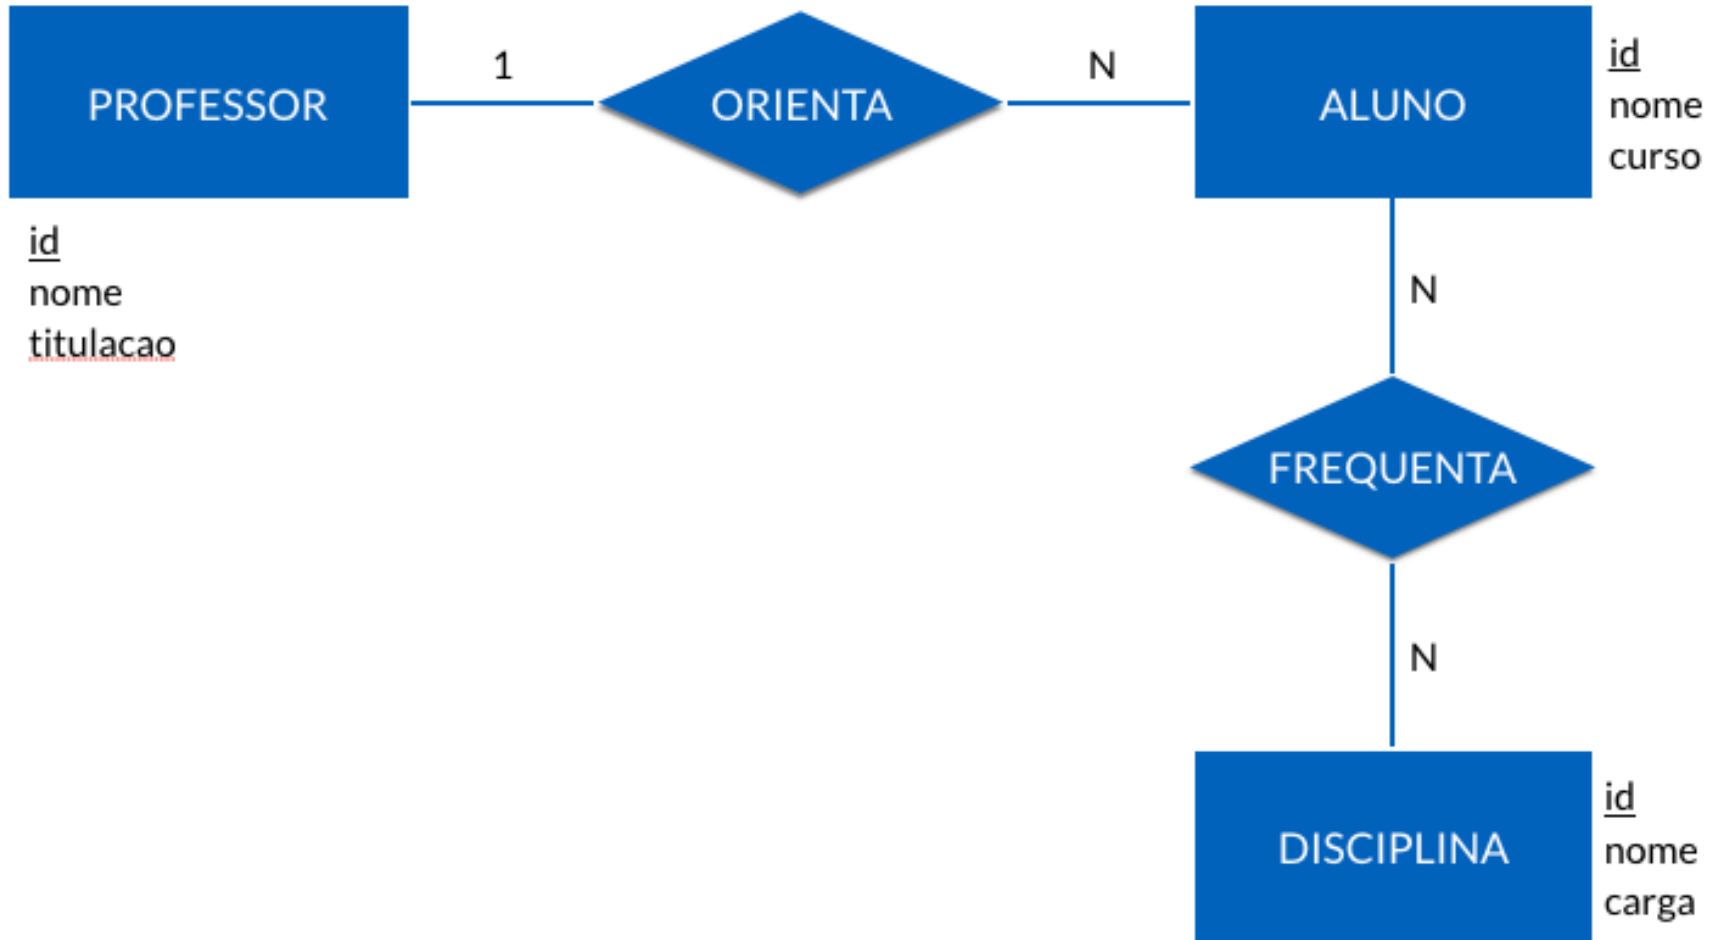 PROFESSOR
1
ORIENTA
N
ALUNO
id
nome
curso
id
nome
titulacao
N
FREQUENTA
N
DISCIPLINA
id
nome
carga